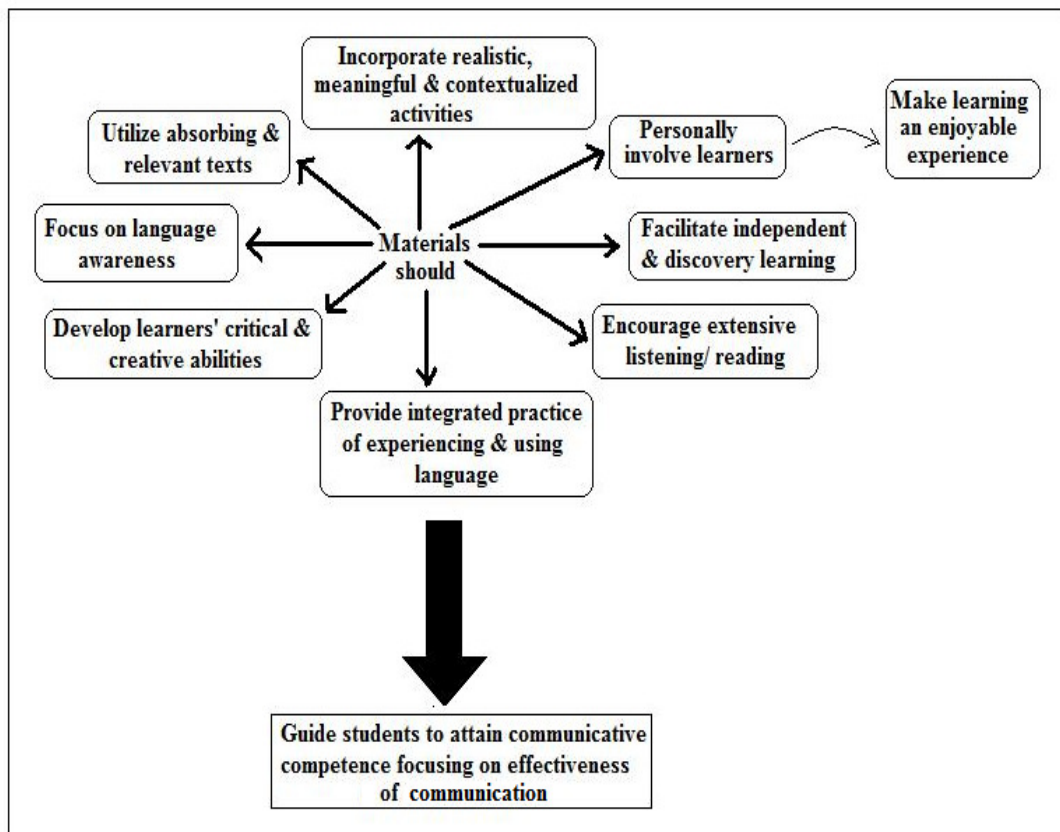 Incorporate realistic,
meaningful & contextualized
activities
Make learning
an enjoyable
experience
Utilize absorbing &
relevant texts
Personally
involve learners
Focus on language
awareness
Materials
should
Facilitate independent
& discovery learning
Develop learners' critical &
creative abilities
Encourage extensive
listening/ reading
Provide integrated practice
of experiencing & using
language
Guide students to attain communicative
competence focusing on effectiveness
of communication